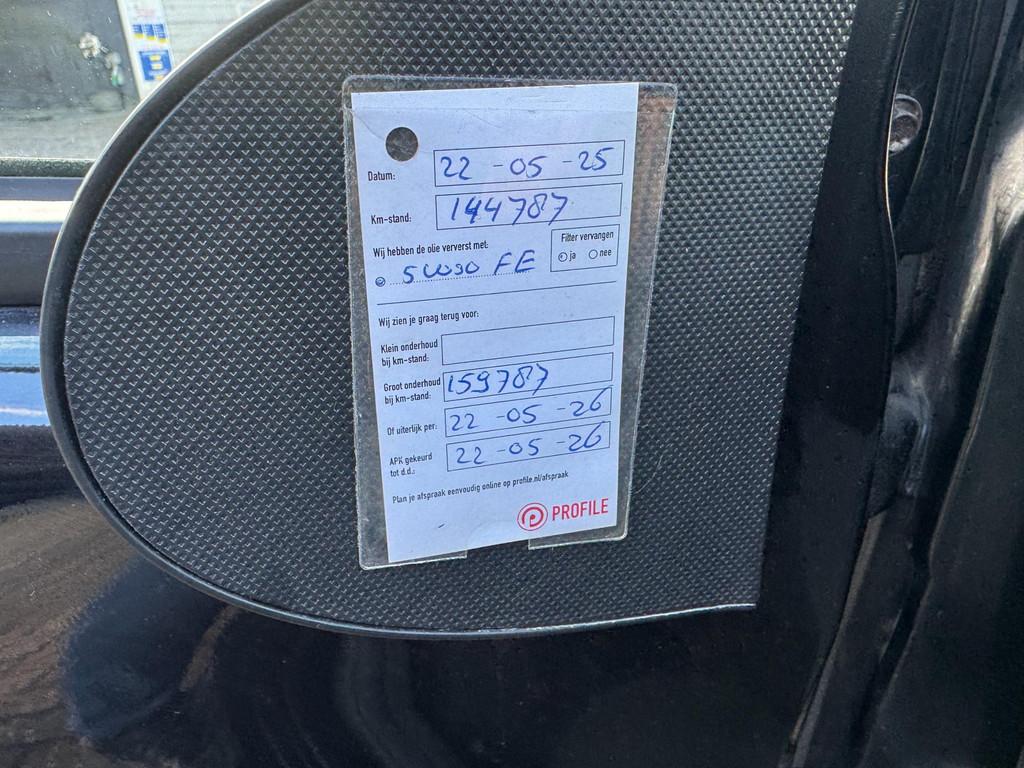 Datum: 22 -05 -25
Km-stand: 144787
Wij hebben de olie ververst met:
5W30 FE
Filter vervangen
ja nee
Wij zien je graag terug voor:
Klein onderhoud
bij km-stand:
Groot onderhoud
bij km-stand: 159787
Of uiterlijk per: 22 -05 -26
APK gekeurd
tot d.d.: 22 -05 -26
Plan je afspraak eenvoudig online op profile.nl/afspraak
PROFILE